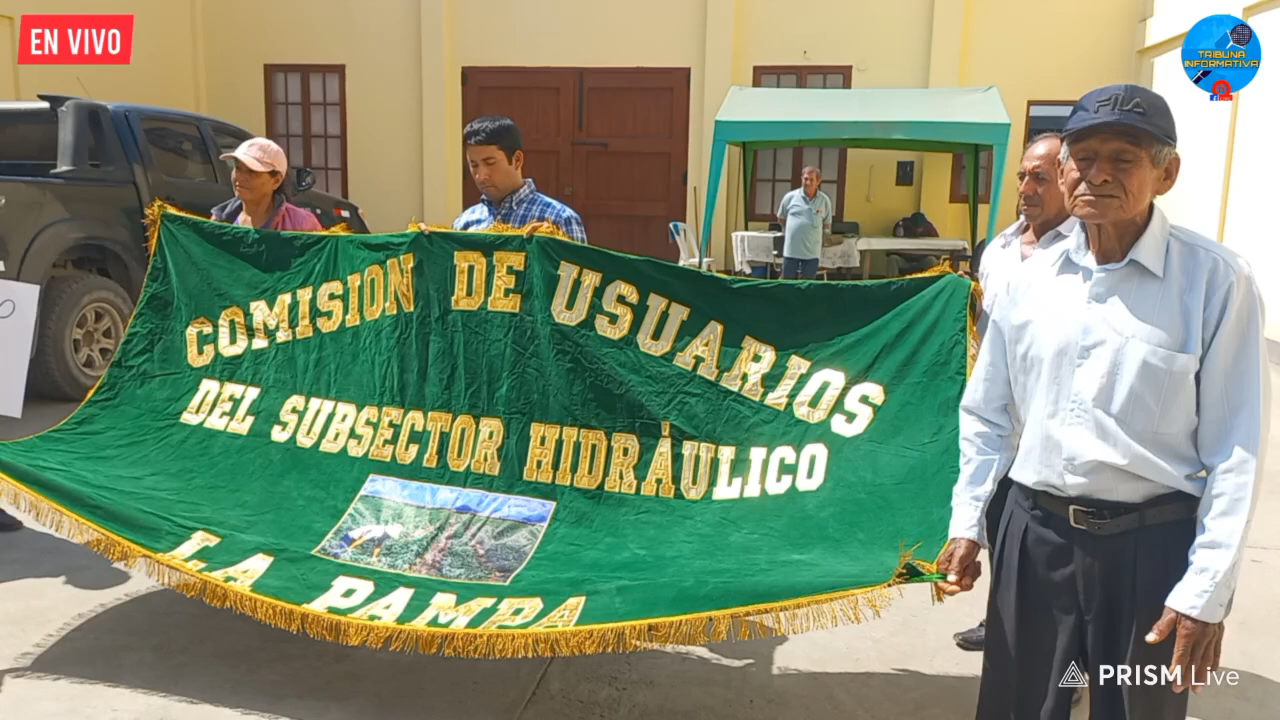 EN VIVO
TRIBUNA
INFORMATIVA
FILA
COMISION DE USUARIOS
DEL SUBSECTOR HIDRÁULICO
LA PAMPA
PRISM Live